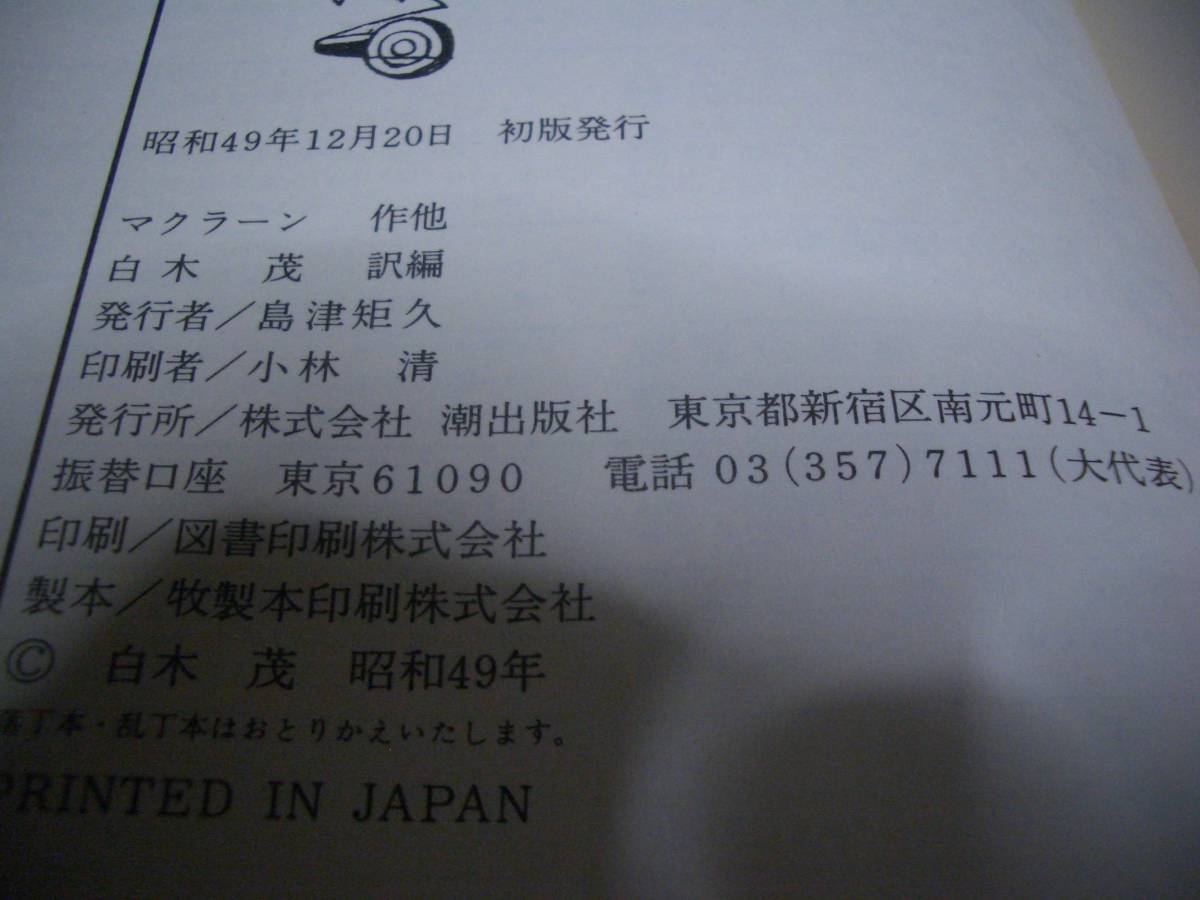 昭和49年12月20日 初版発行
マクラーン 作他
白木 茂 訳編
発行者/島津矩久
印刷者/小林 清
発行所/株式会社 潮出版社 東京都新宿区南元町14-1
振替口座 東京61090 電話 03(357)7111(大代表)
印刷/図書印刷株式会社
製本/牧製本印刷株式会社
© 白木 茂 昭和49年
落丁本・乱丁本はおとりかえいたします。
PRINTED IN JAPAN